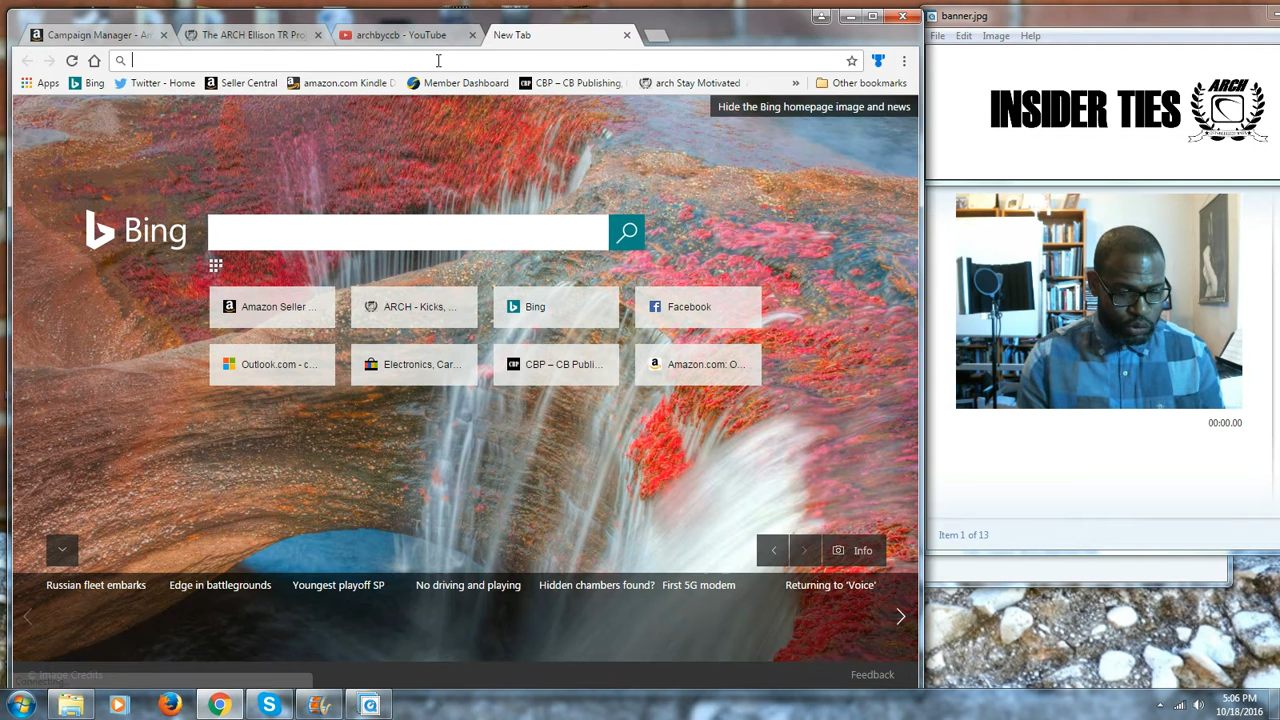 Campaign Manager - Am
The ARCH Ellison TR Pro
archbyccb - YouTube
New Tab
Apps
Bing
Twitter - Home
Seller Central
amazon.com Kindle D
Member Dashboard
CBP – CB Publishing,
arch Stay Motivated
»
Other bookmarks
Hide the Bing homepage image and news
Bing
Amazon Seller ...
ARCH - Kicks, ...
Bing
Facebook
Outlook.com - c...
Electronics, Car...
CBP – CB Publi...
Amazon.com: O...
Info
Russian fleet embarks
Edge in battlegrounds
Youngest playoff SP
No driving and playing
Hidden chambers found?
First 5G modem
Returning to 'Voice'
© Image Credits
Connecting...
Feedback
banner.jpg
File Edit Image Help
INSIDER TIES
ARCH
00:00.00
Item 1 of 13
5:06 PM
10/18/2016